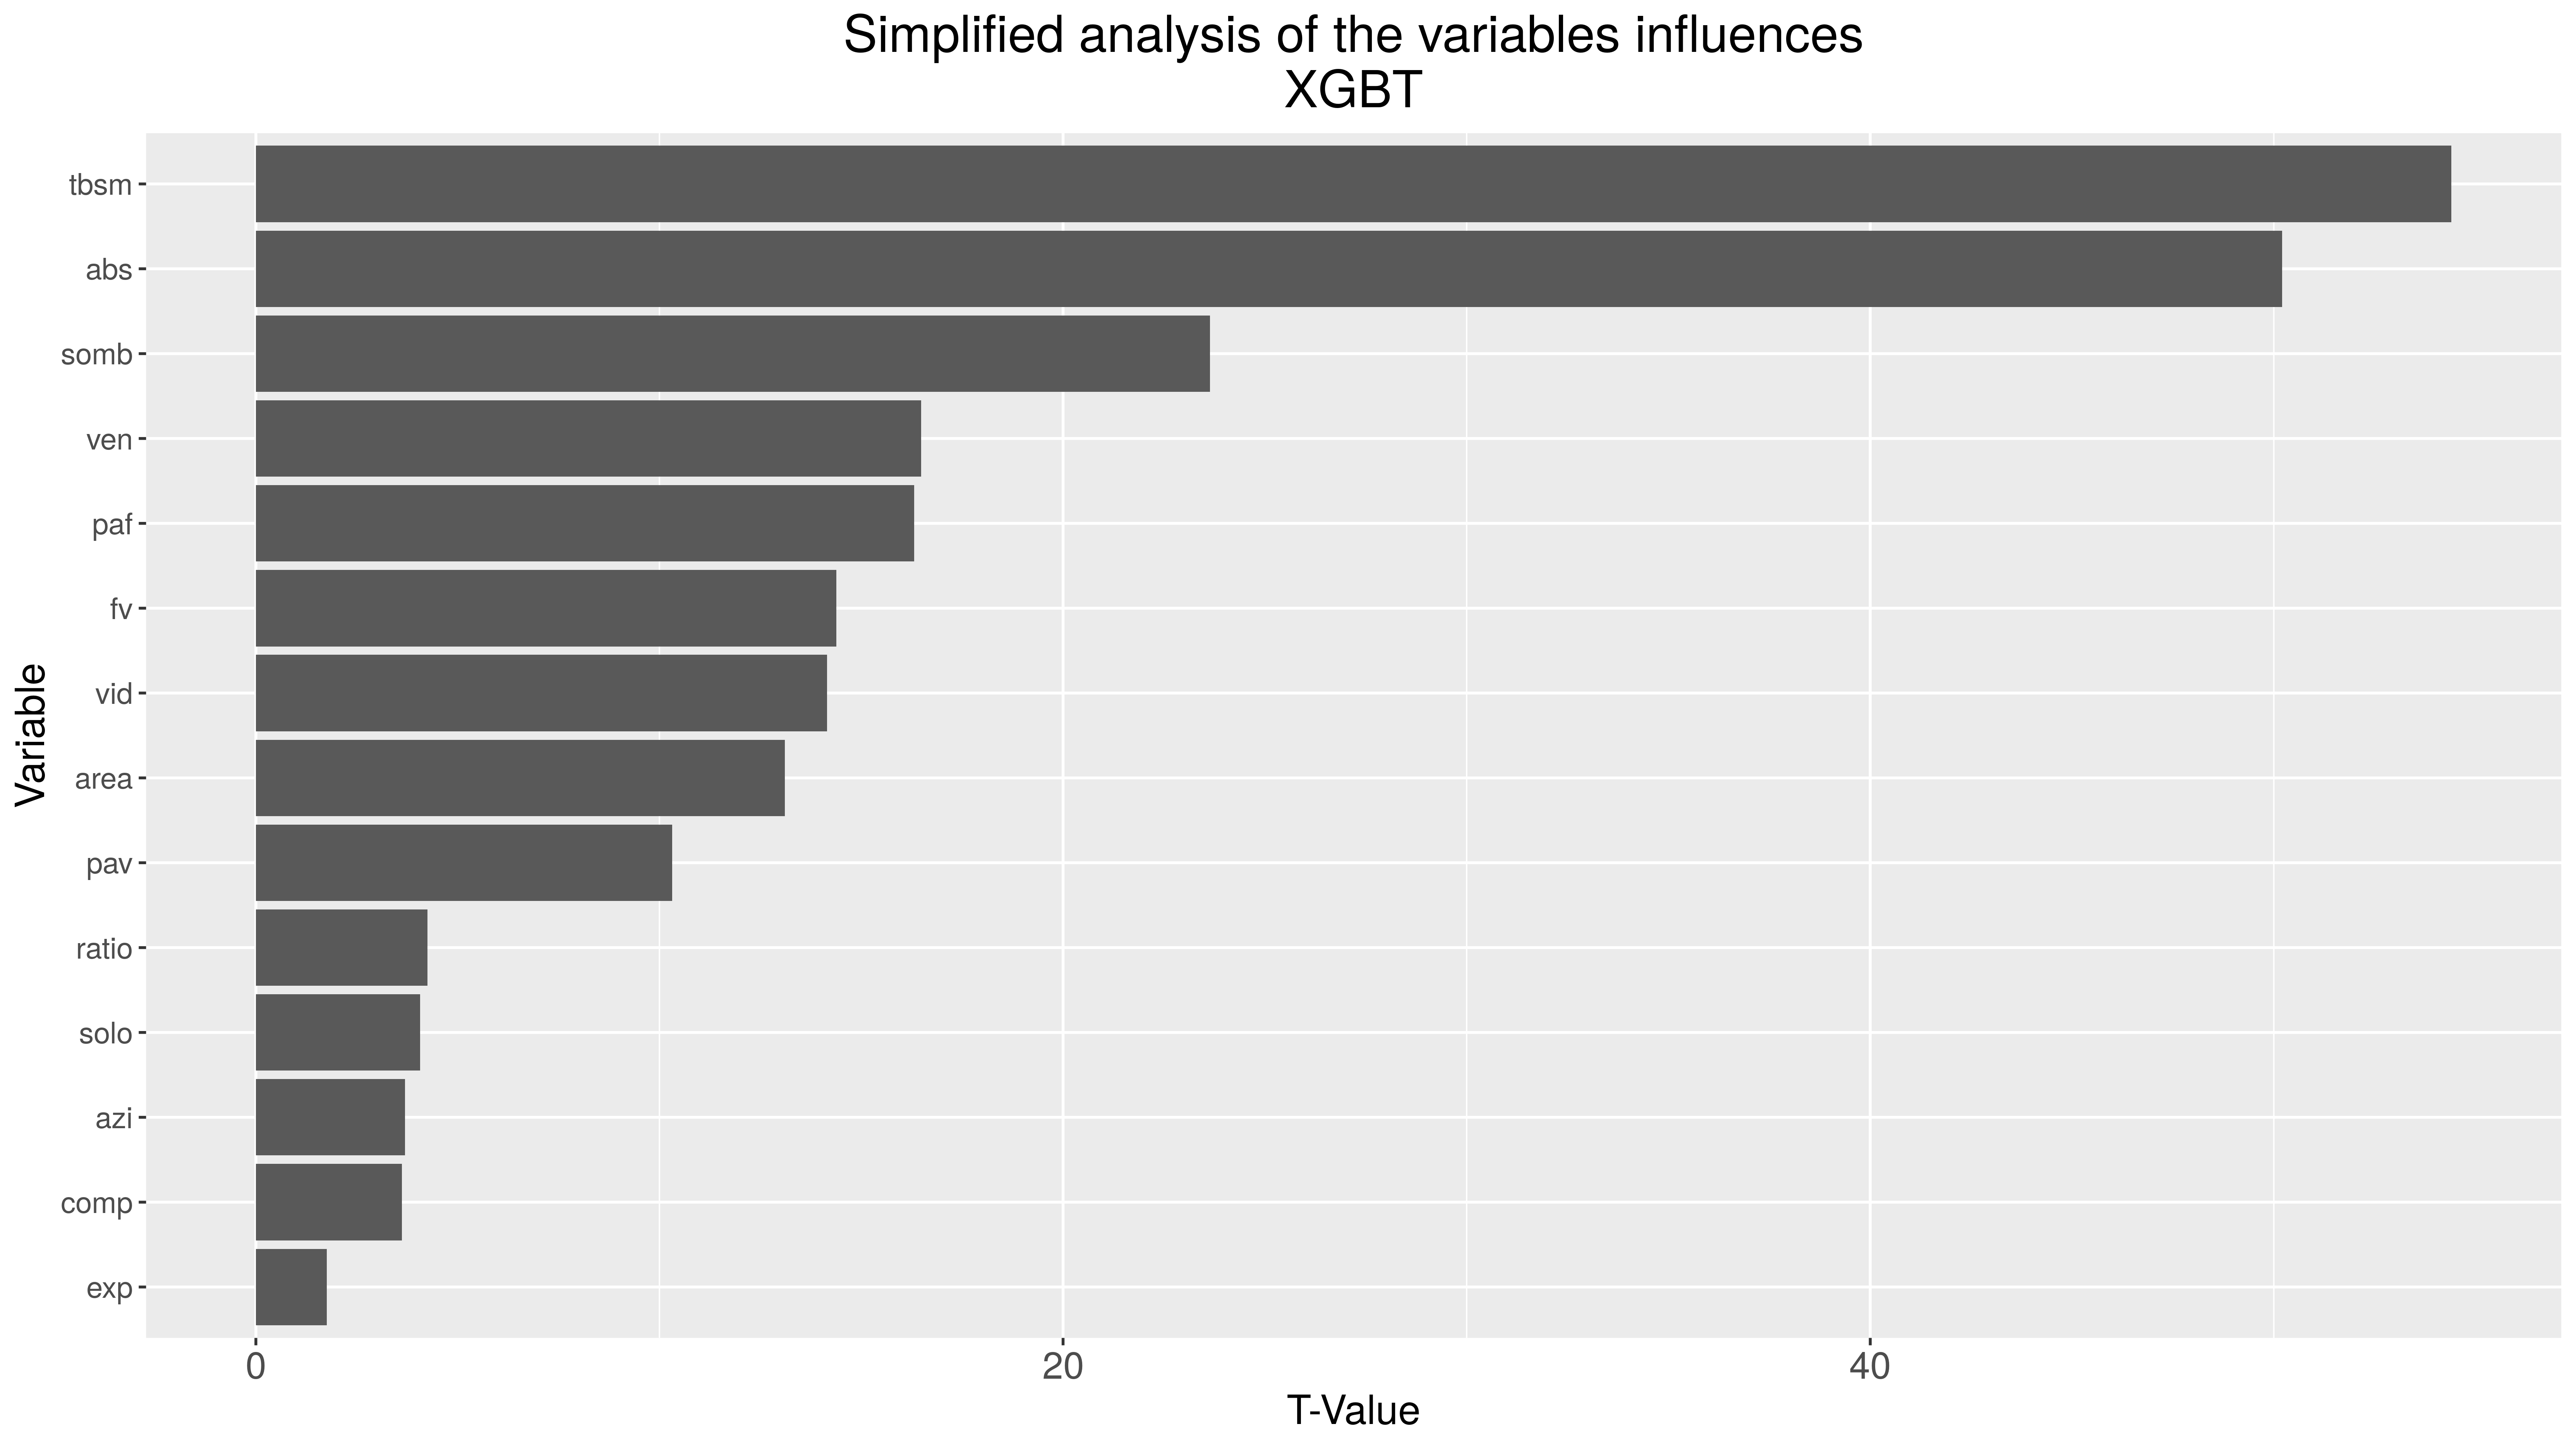 Simplified analysis of the variables influences
XGBT
tbsm
abs
somb
ven
paf
fv
vid
area
pav
ratio
solo
azi
comp
exp
Variable
0 20 40
T-Value